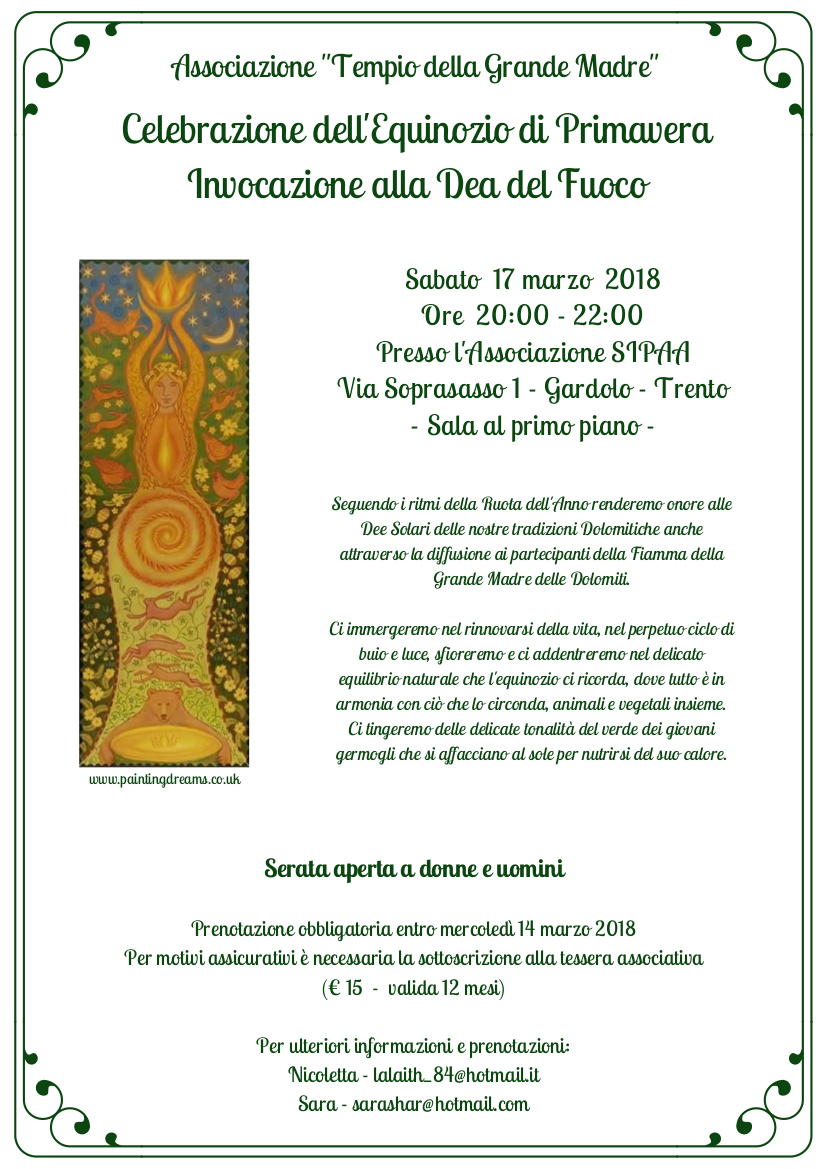 Associazione "Tempio della Grande Madre"
Celebrazione dell'Equinozio di Primavera
Invocazione alla Dea del Fuoco
Sabato 17 marzo 2018
Ore 20:00 - 22:00
Presso l'Associazione SIPAA
Via Soprasasso 1 - Gardolo - Trento
- Sala al primo piano -
Seguendo i ritmi della Ruota dell'Anno renderemo onore alle
Dee Solari delle nostre tradizioni Dolomitiche anche
attraverso la diffusione ai partecipanti della Fiamma della
Grande Madre delle Dolomiti.
Ci immergeremo nel rinnovarsi della vita, nel perpetuo ciclo di
buio e luce, sfioreremo e ci addentreremo nel delicato
equilibrio naturale che l'equinozio ci ricorda, dove tutto è in
armonia con ciò che lo circonda, animali e vegetali insieme.
Ci tingeremo delle delicate tonalità del verde dei giovani
germogli che si affacciano al sole per nutrirsi del suo calore.
www.paintingdreams.co.uk
Serata aperta a donne e uomini
Prenotazione obbligatoria entro mercoledì 14 marzo 2018
Per motivi assicurativi è necessaria la sottoscrizione alla tessera associativa
(€ 15 - valida 12 mesi)
Per ulteriori informazioni e prenotazioni:
Nicoletta - lalaith_84@hotmail.it
Sara - sarashar@hotmail.com